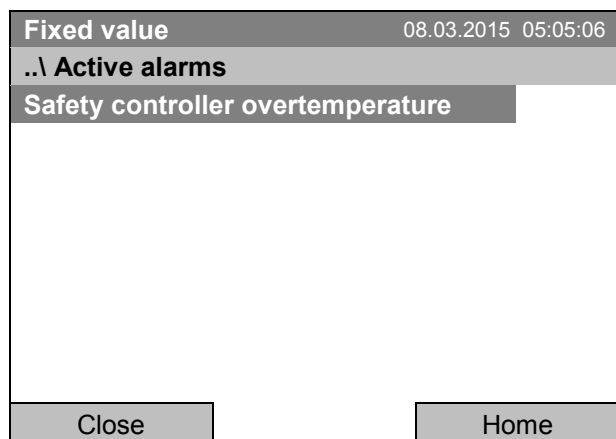 Fixed value 08.03.2015 05:05:06
..\ Active alarms
Safety controller overtemperature
Close Home